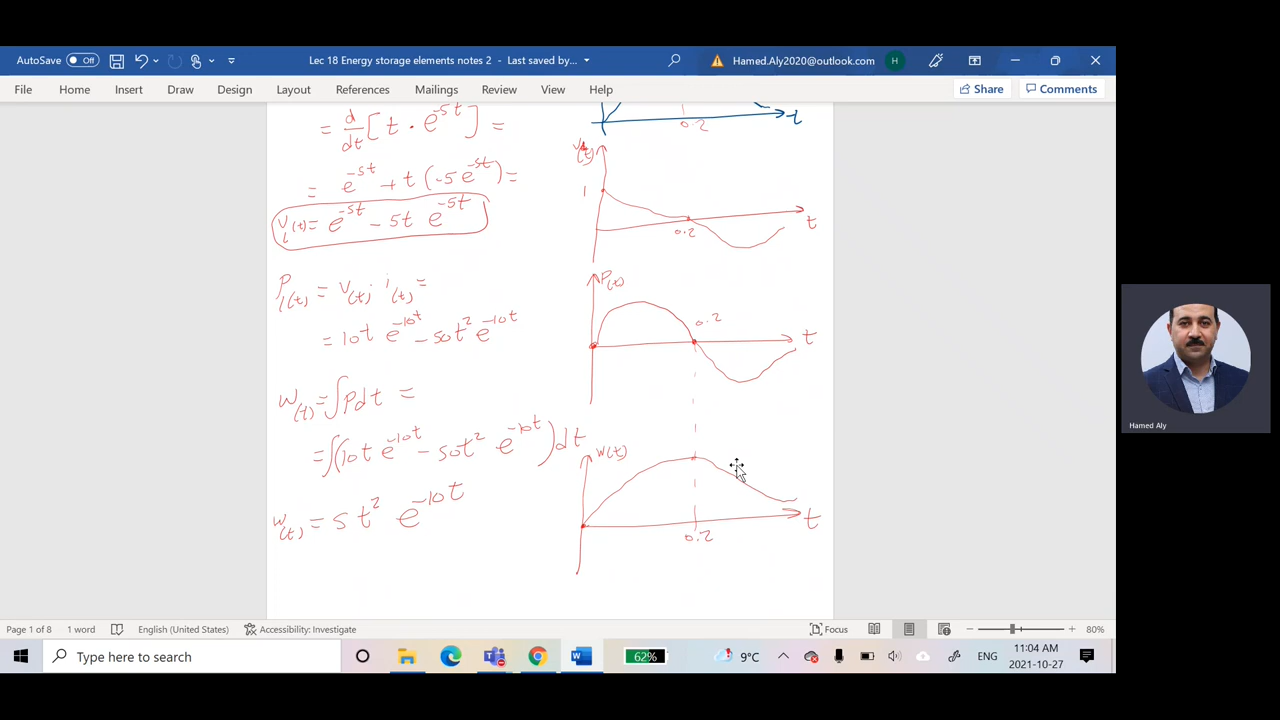 AutoSave Off Lec 18 Energy storage elements notes 2 - Last saved by... Hamed.Aly2020@outlook.com H
File Home Insert Draw Design Layout References Mailings Review View Help Share Comments
= d/dt [t · e^-5t] =
= e^-5t + t (-5e^-5t) =
v_L(t) = e^-5t - 5t e^-5t
P_L(t) = v(t) · i(t) =
= 10t e^-10t - 50t² e^-10t
w(t) = ∫ p dt =
= ∫(10t e^-10t - 50t² e^-10t) dt
w(t) = 5t² e^-10t
0.2 t
v(t)
1
0.2 t
P(t)
0.2
t
w(t)
0.2 t
Hamed Aly
Page 1 of 8 1 word English (United States) Accessibility: Investigate Focus 80%
Type here to search 62% 9°C ENG 11:04 AM
2021-10-27